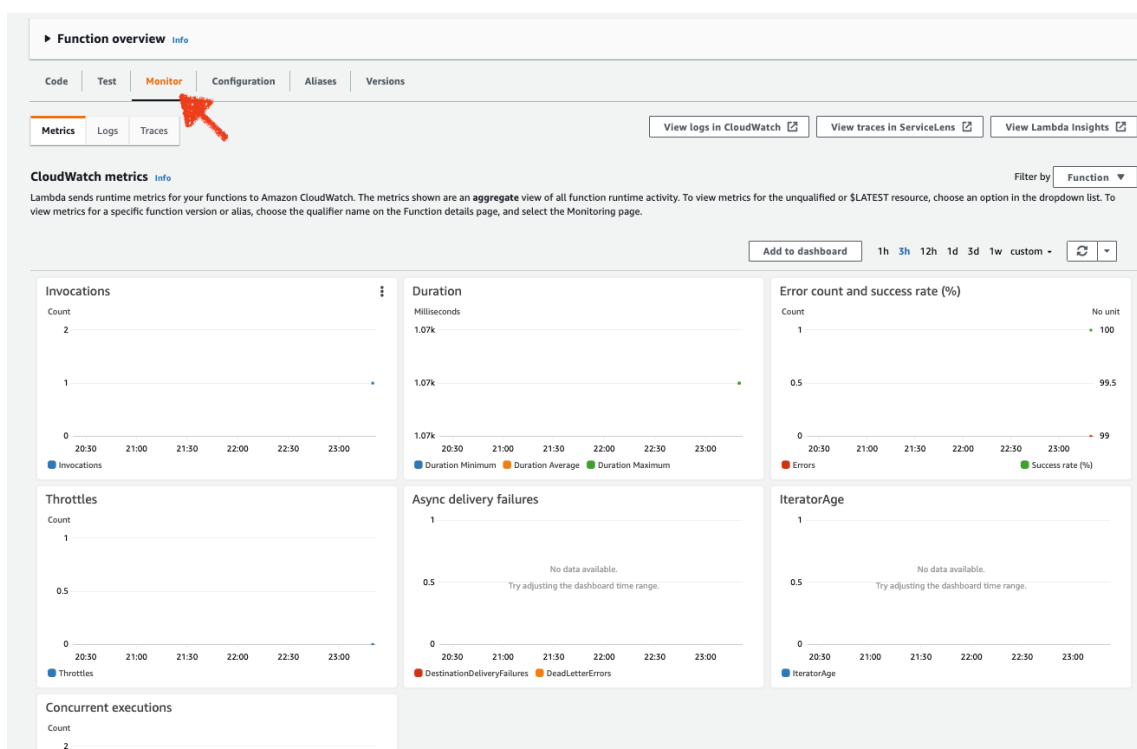 Function overview Info
Code Test Monitor Configuration Aliases Versions
Metrics Logs Traces
View logs in CloudWatch View traces in ServiceLens View Lambda Insights
CloudWatch metrics Info
Filter by Function
Lambda sends runtime metrics for your functions to Amazon CloudWatch. The metrics shown are an aggregate view of all function runtime activity. To view metrics for the unqualified or $LATEST resource, choose an option in the dropdown list. To
view metrics for a specific function version or alias, choose the qualifier name on the Function details page, and select the Monitoring page.
Add to dashboard 1h 3h 12h 1d 3d 1w custom
Invocations
Count
2
1
0
20:30 21:00 21:30 22:00 22:30 23:00
Invocations
Duration
Milliseconds
1.07k
1.07k
1.07k
20:30 21:00 21:30 22:00 22:30 23:00
Duration Minimum Duration Average Duration Maximum
Error count and success rate (%)
Count No unit
1 100
0.5 99.5
0 99
20:30 21:00 21:30 22:00 22:30 23:00
Errors Success rate (%)
Throttles
Count
1
0.5
0
20:30 21:00 21:30 22:00 22:30 23:00
Throttles
Async delivery failures
1
No data available.
0.5
Try adjusting the dashboard time range.
0
20:30 21:00 21:30 22:00 22:30 23:00
DestinationDeliveryFailures DeadLetterErrors
IteratorAge
1
No data available.
0.5
Try adjusting the dashboard time range.
0
20:30 21:00 21:30 22:00 22:30 23:00
IteratorAge
Concurrent executions
Count
2